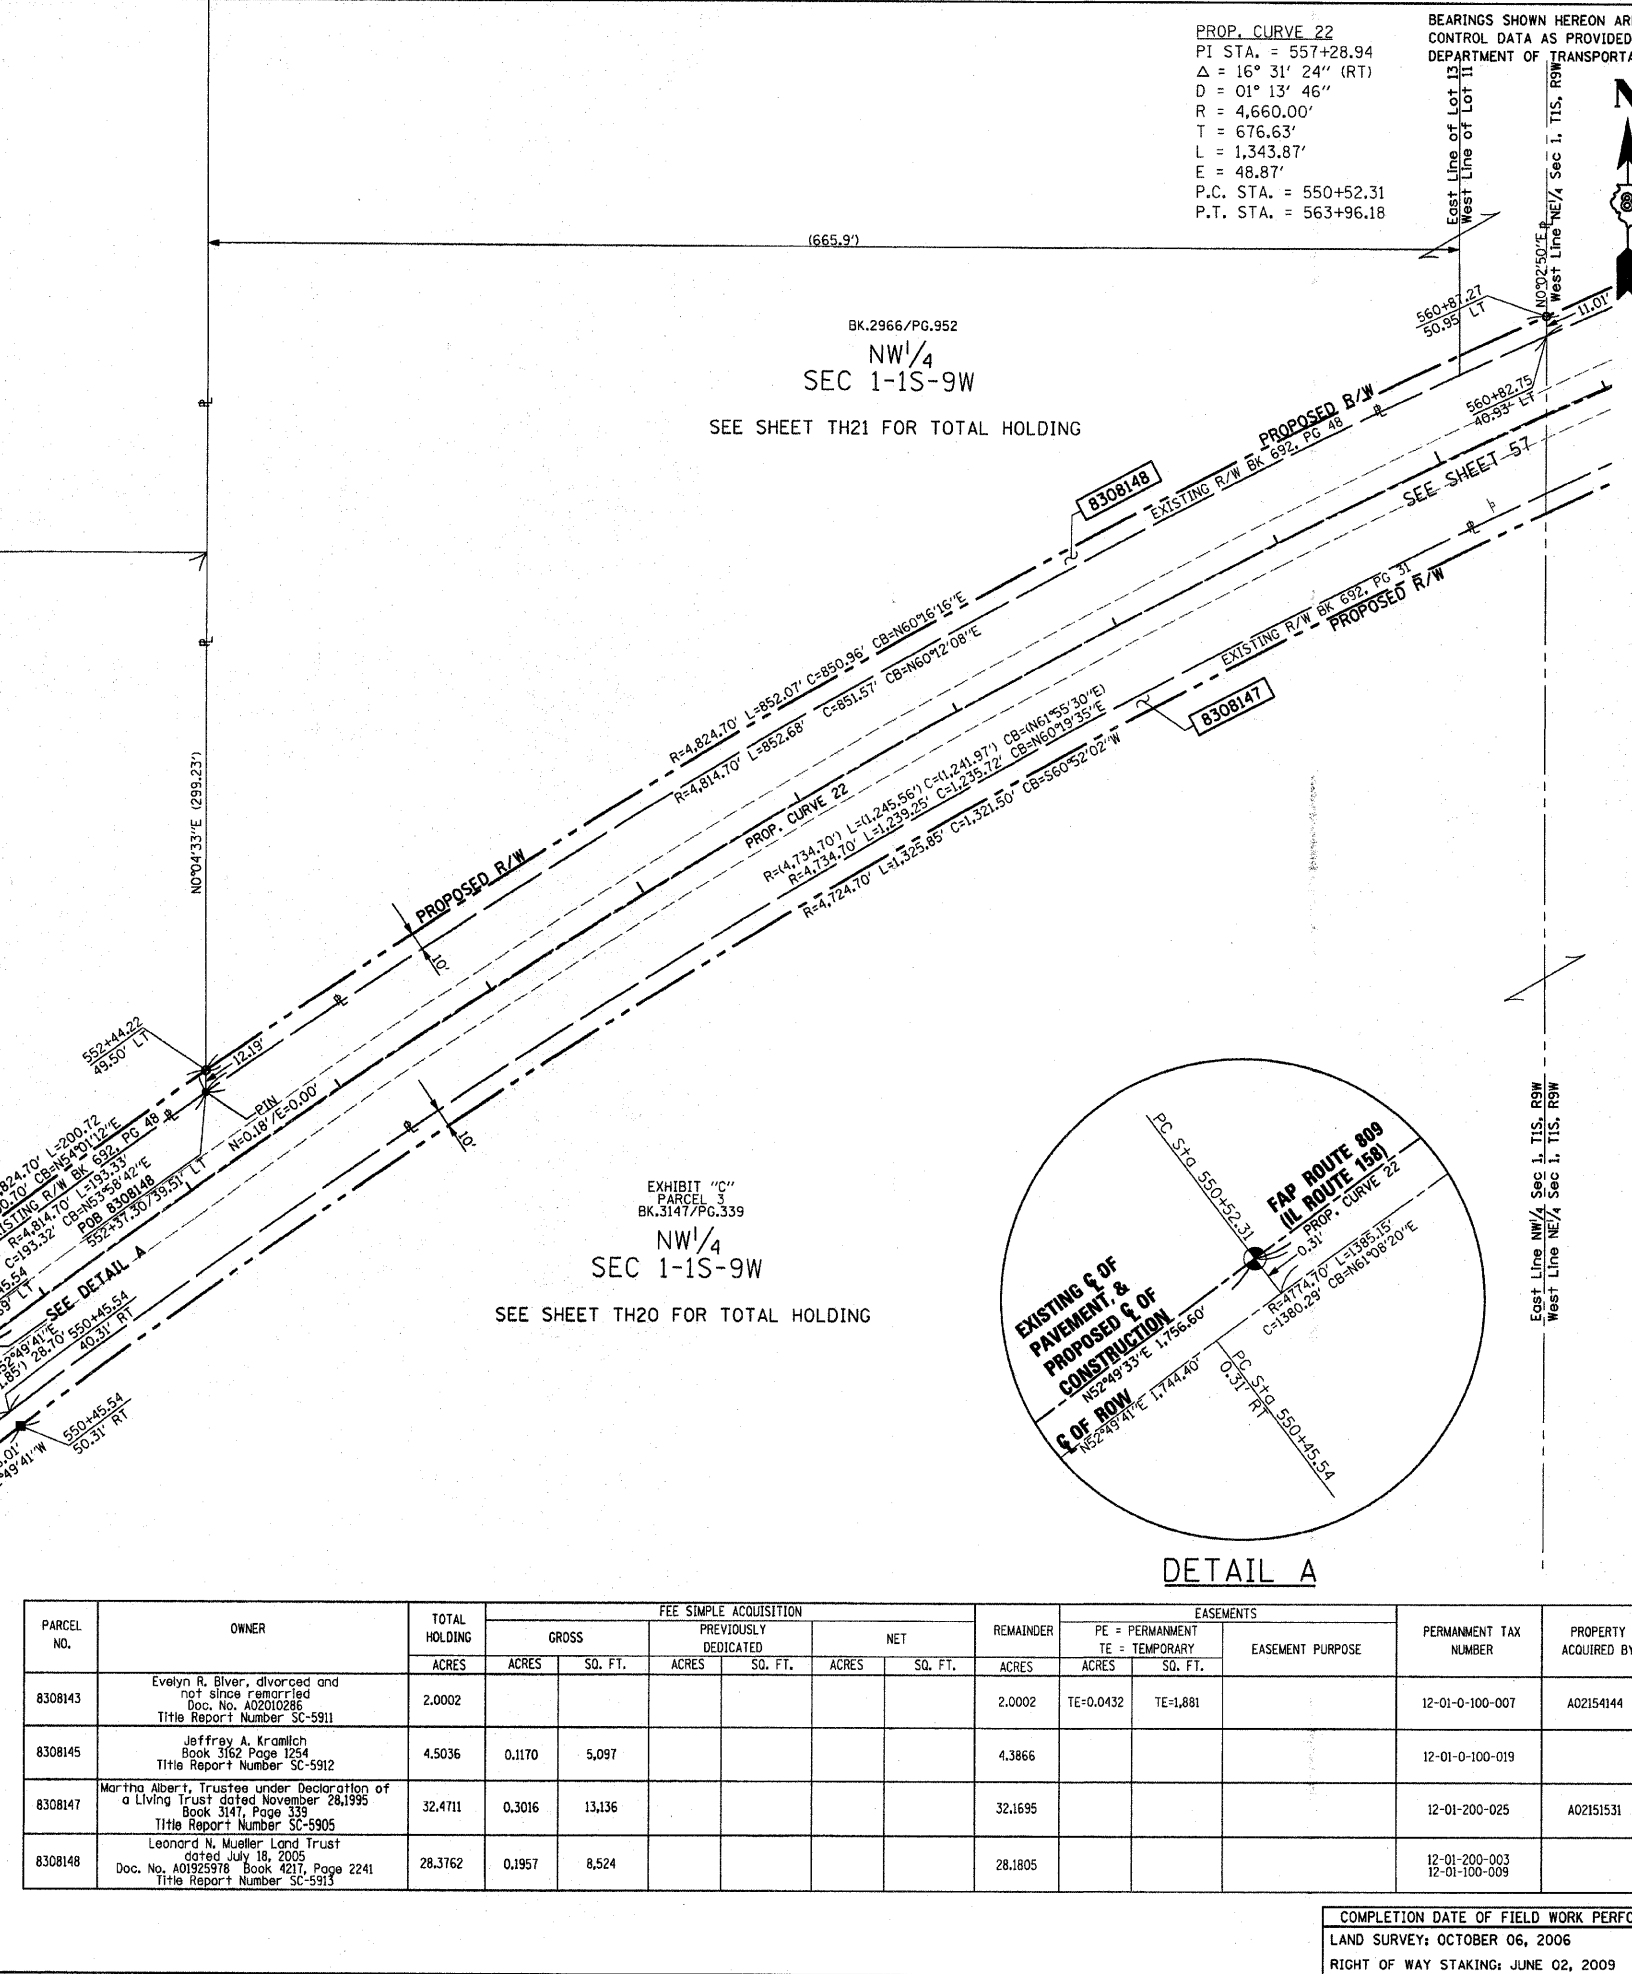 PROP. CURVE 22
PI STA. = 557+28.94
Δ = 16° 31' 24" (RT)
D = 01° 13' 46"
R = 4,660.00'
T = 676.63'
L = 1,343.87'
E = 48.87'
P.C. STA. = 550+52.31
P.T. STA. = 563+96.18
BEARINGS SHOWN HEREON AR
CONTROL DATA AS PROVIDED
DEPARTMENT OF TRANSPORTA
East Line of Lot 13
West Line of Lot 11
West Line NE1/4 Sec 1, T1S, R9W
N0°02'50"E
N
(665.9')
560+87.27
50.95' LT
11.01'
BK.2966/PG.952
NW1/4
SEC 1-1S-9W
SEE SHEET TH21 FOR TOTAL HOLDING
PROPOSED R/W
EXISTING R/W BK 692, PG 48
560+82.75
40.93' LT
SEE SHEET 57
8308148
EXISTING R/W BK 692, PG 31
PROPOSED R/W
8308147
R=4,824.70' L=852.07' C=850.96' CB=N60°16'16"E
R=4,814.70' L=852.68' C=851.57' CB=N60°12'08"E
PROP. CURVE 22
R=(4,734.70') L=(1,245.56') C=(1,241.97') CB=(N61°55'30"E)
R=4,734.70' L=1,239.25' C=1,235.72' CB=N60°19'35"E
R=4,724.70' L=1,325.85' C=1,321.50' CB=S60°52'02"W
N0°04'33"E (299.23')
PROPOSED R/W
10'
552+44.22
49.50' LT
12.19'
PIN
N=0.18'/E=0.00'
10'
824.70' L=200.72
0.70' CB=N54°01'12"E
ISTING R/W BK 692, PG 48
R=4,814.70' L=193.33'
C=193.32' CB=N53°58'42"E
POB 8308148
552+37.30/39.51' LT
45.54
SEE DETAIL A
52°49'41"E
28.70'
550+45.54
40.31' RT
550+45.54
50.31' RT
°49'41"W
EXHIBIT "C"
PARCEL 3
BK.3147/PG.339
NW1/4
SEC 1-1S-9W
SEE SHEET TH20 FOR TOTAL HOLDING
East Line NW1/4 Sec 1, T1S, R9W
West Line NE1/4 Sec 1, T1S, R9W
PC Sta 550+52.31
FAP ROUTE 809
(IL ROUTE 158)
PROP. CURVE 22
0.31'
R=4774.70' L=1385.15'
C=1380.29' CB=N61°08'20"E
EXISTING ℄ OF
PAVEMENT, &
PROPOSED ℄ OF
CONSTRUCTION
N52°49'33"E 1,756.60'
℄ OF ROW
N52°49'41"E 1,744.40'
PC Sta 550+45.54
0.31' RT
DETAIL A
PARCEL NO. OWNER TOTAL HOLDING FEE SIMPLE ACQUISITION REMAINDER EASEMENTS PERMANMENT TAX NUMBER PROPERTY ACQUIRED BY
GROSS PREVIOUSLY DEDICATED NET PE = PERMANMENT TE = TEMPORARY EASEMENT PURPOSE
ACRES ACRES SQ. FT. ACRES SQ. FT. ACRES SQ. FT. ACRES ACRES SQ. FT.
Evelyn R. Biver, divorced and
not since remarried
Doc. No. A02010286
Title Report Number SC-5911
8308143 2.0002 2.0002 TE=0.0432 TE=1,881 12-01-0-100-007 A02154144
Jeffrey A. Kramlich
Book 3162 Page 1254
Title Report Number SC-5912
8308145 4.5036 0.1170 5,097 4.3866 12-01-0-100-019
Martha Albert, Trustee under Declaration of
a Living Trust dated November 28,1995
Book 3147, Page 339
Title Report Number SC-5905
8308147 32.4711 0.3016 13,136 32.1695 12-01-200-025 A02151531
Leonard N. Mueller Land Trust
dated July 18, 2005
Doc. No. A01925978 Book 4217, Page 2241
Title Report Number SC-5913
8308148 28.3762 0.1957 8,524 28.1805 12-01-200-003
12-01-100-009
COMPLETION DATE OF FIELD WORK PERFO
LAND SURVEY: OCTOBER 06, 2006
RIGHT OF WAY STAKING: JUNE 02, 2009